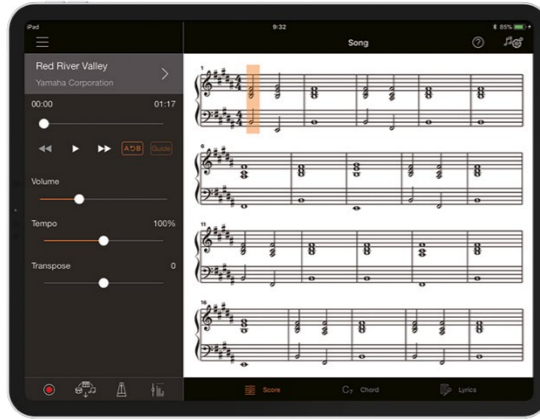 iPad
9:32
85%
Song
Red River Valley
Yamaha Corporation
00:00 01:17
A B
Guide
Volume
Tempo 100%
Transpose 0
1
6
11
16
Score
C7 Chord
Lyrics